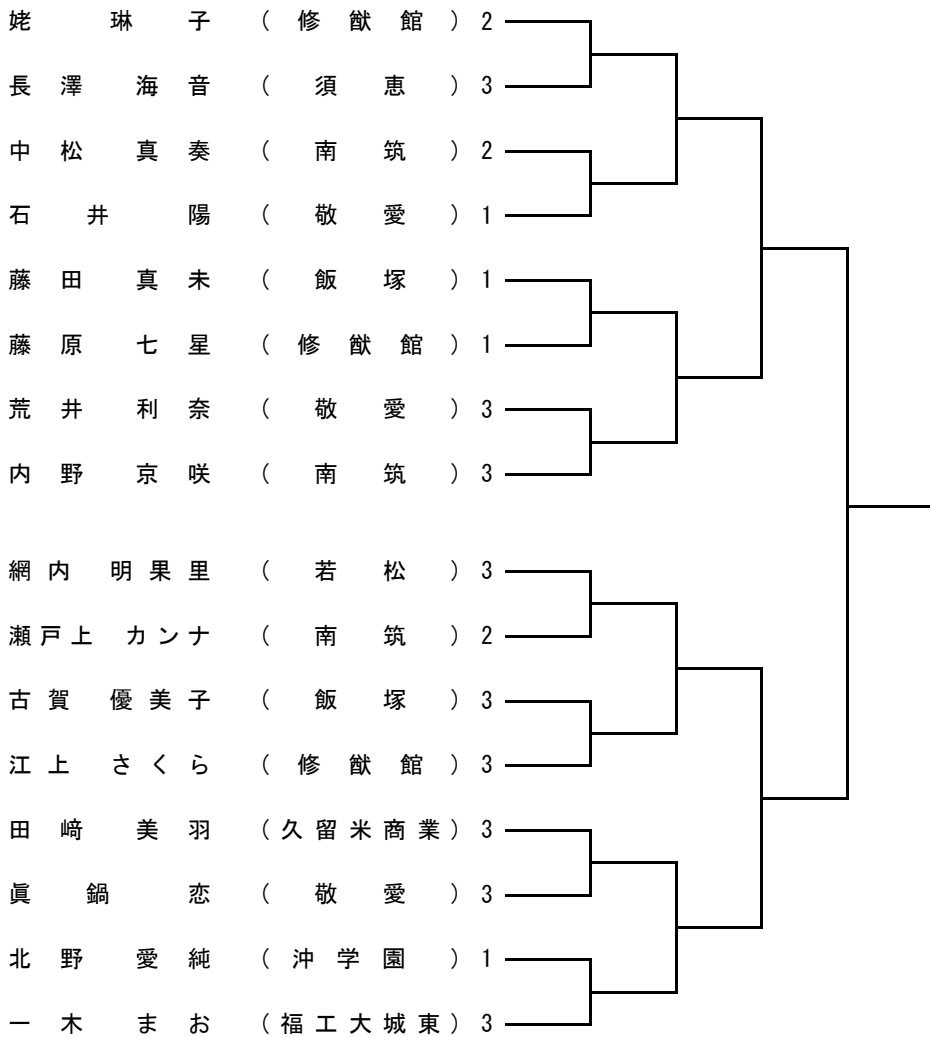 姥 琳子 (修猷館) 2
長澤 海音 (須恵) 3
中松 真奏 (南筑) 2
石井 陽 (敬愛) 1
藤田 真未 (飯塚) 1
藤原 七星 (修猷館) 1
荒井 利奈 (敬愛) 3
内野 京咲 (南筑) 3
網内 明果里 (若松) 3
瀬戸上 カンナ (南筑) 2
古賀 優美子 (飯塚) 3
江上 さくら (修猷館) 3
田﨑 美羽 (久留米商業) 3
眞鍋 恋 (敬愛) 3
北野 愛純 (沖学園) 1
一木 まお (福工大城東) 3